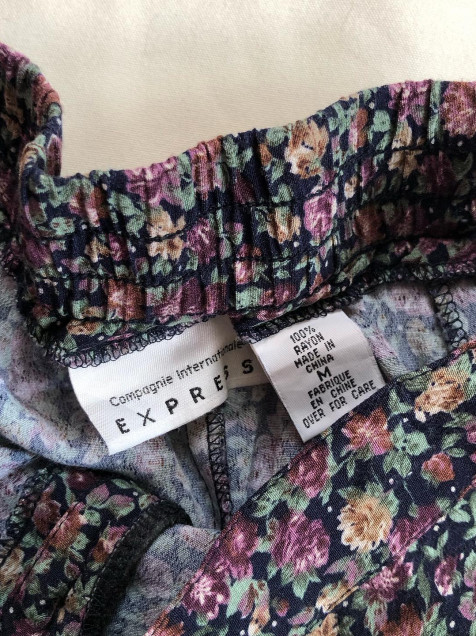 Compagnie Internationale
EXPRESS
100%
RAYON
MADE IN
CHINA
M
FABRIQUE
EN CHINE
OVER FOR CARE